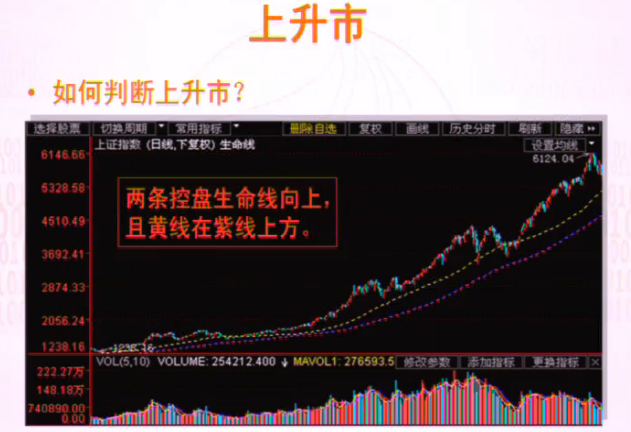 上升市
• 如何判断上升市?
选择股票 切换周期 常用指标 删除自选 复权 画线 历史分时 刷新 隐藏
上证指数 (日线,下复权) 生命线 设置均线
6124.04
6146.66
5328.58
4510.49
3692.41
2874.33
2056.24
1238.16
两条控盘生命线向上，
且黄线在紫线上方。
VOL(5,10) VOLUME: 254212.400 ↓ MAVOL1: 276593.5 修改参数 添加指标 更换指标 ×
222.27万
148.18万
740890.00
0.00